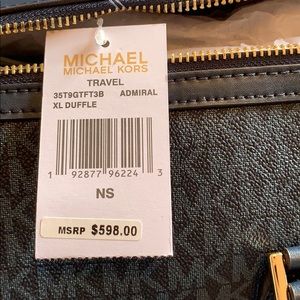 MICHAEL
MICHAEL KORS
TRAVEL
35T9GTFT3B ADMIRAL
XL DUFFLE
1 92877 96224 3
NS
MSRP $598.00